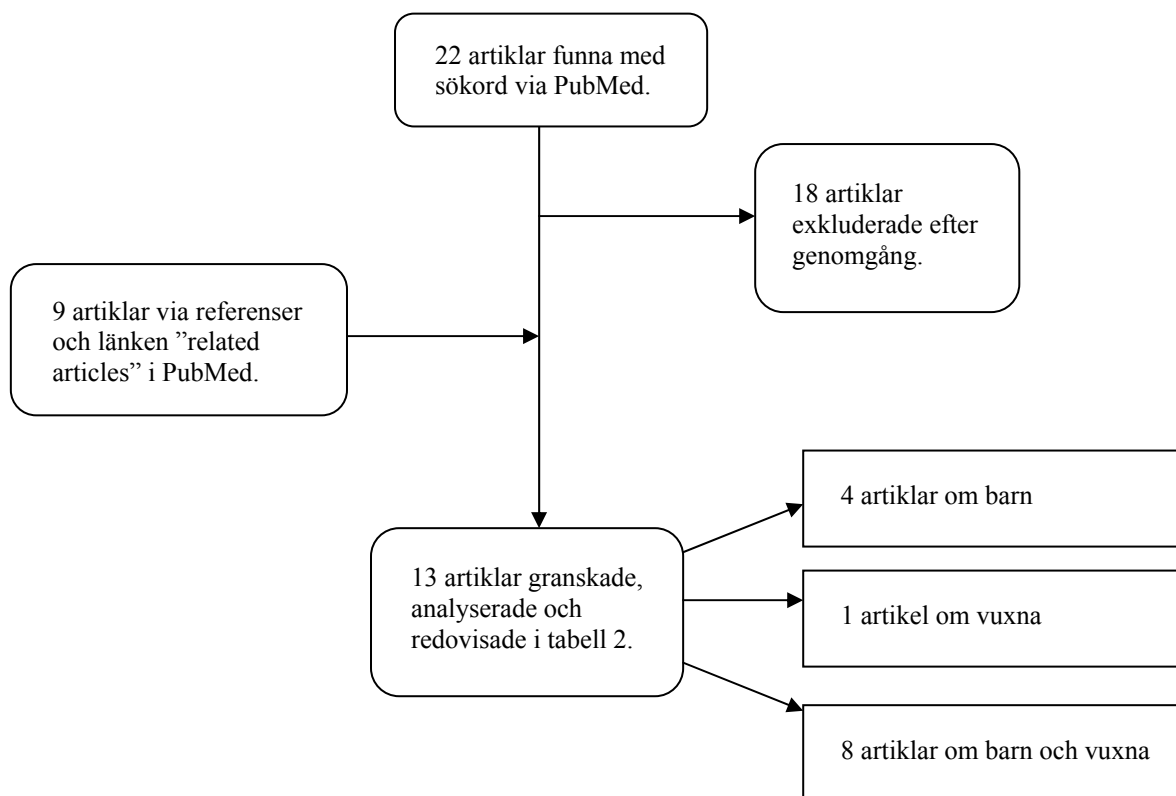 22 artiklar funna med
sökord via PubMed.
18 artiklar
exkluderade efter
genomgång.
9 artiklar via referenser
och länken ”related
articles” i PubMed.
4 artiklar om barn
13 artiklar granskade,
analyserade och
redovisade i tabell 2.
1 artikel om vuxna
8 artiklar om barn och vuxna